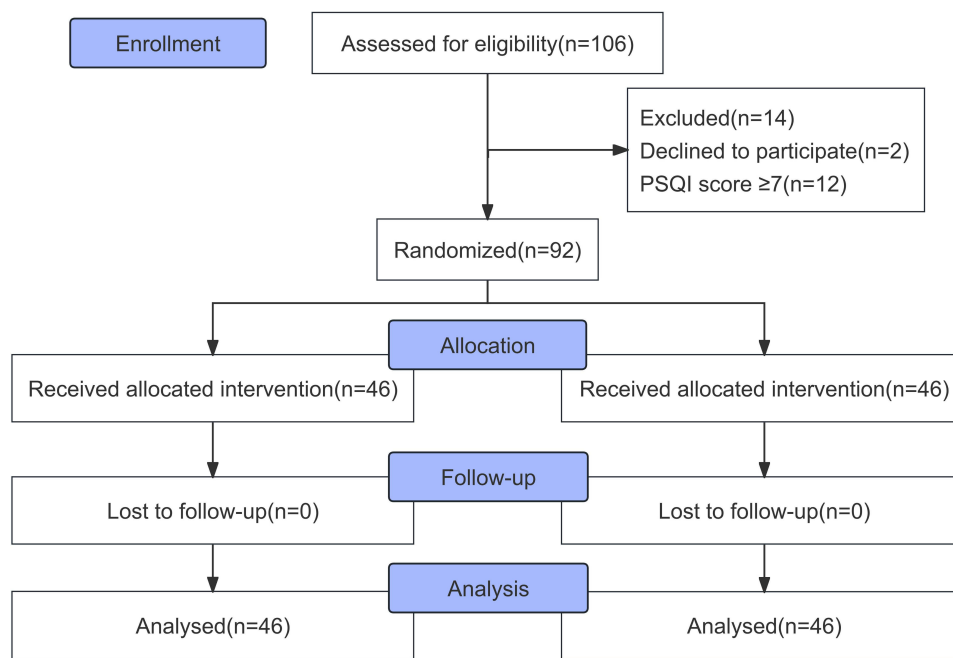 Enrollment
Assessed for eligibility(n=106)
Excluded(n=14)
Declined to participate(n=2)
PSQI score ≥7(n=12)
Randomized(n=92)
Allocation
Received allocated intervention(n=46)
Received allocated intervention(n=46)
Follow-up
Lost to follow-up(n=0)
Lost to follow-up(n=0)
Analysis
Analysed(n=46)
Analysed(n=46)